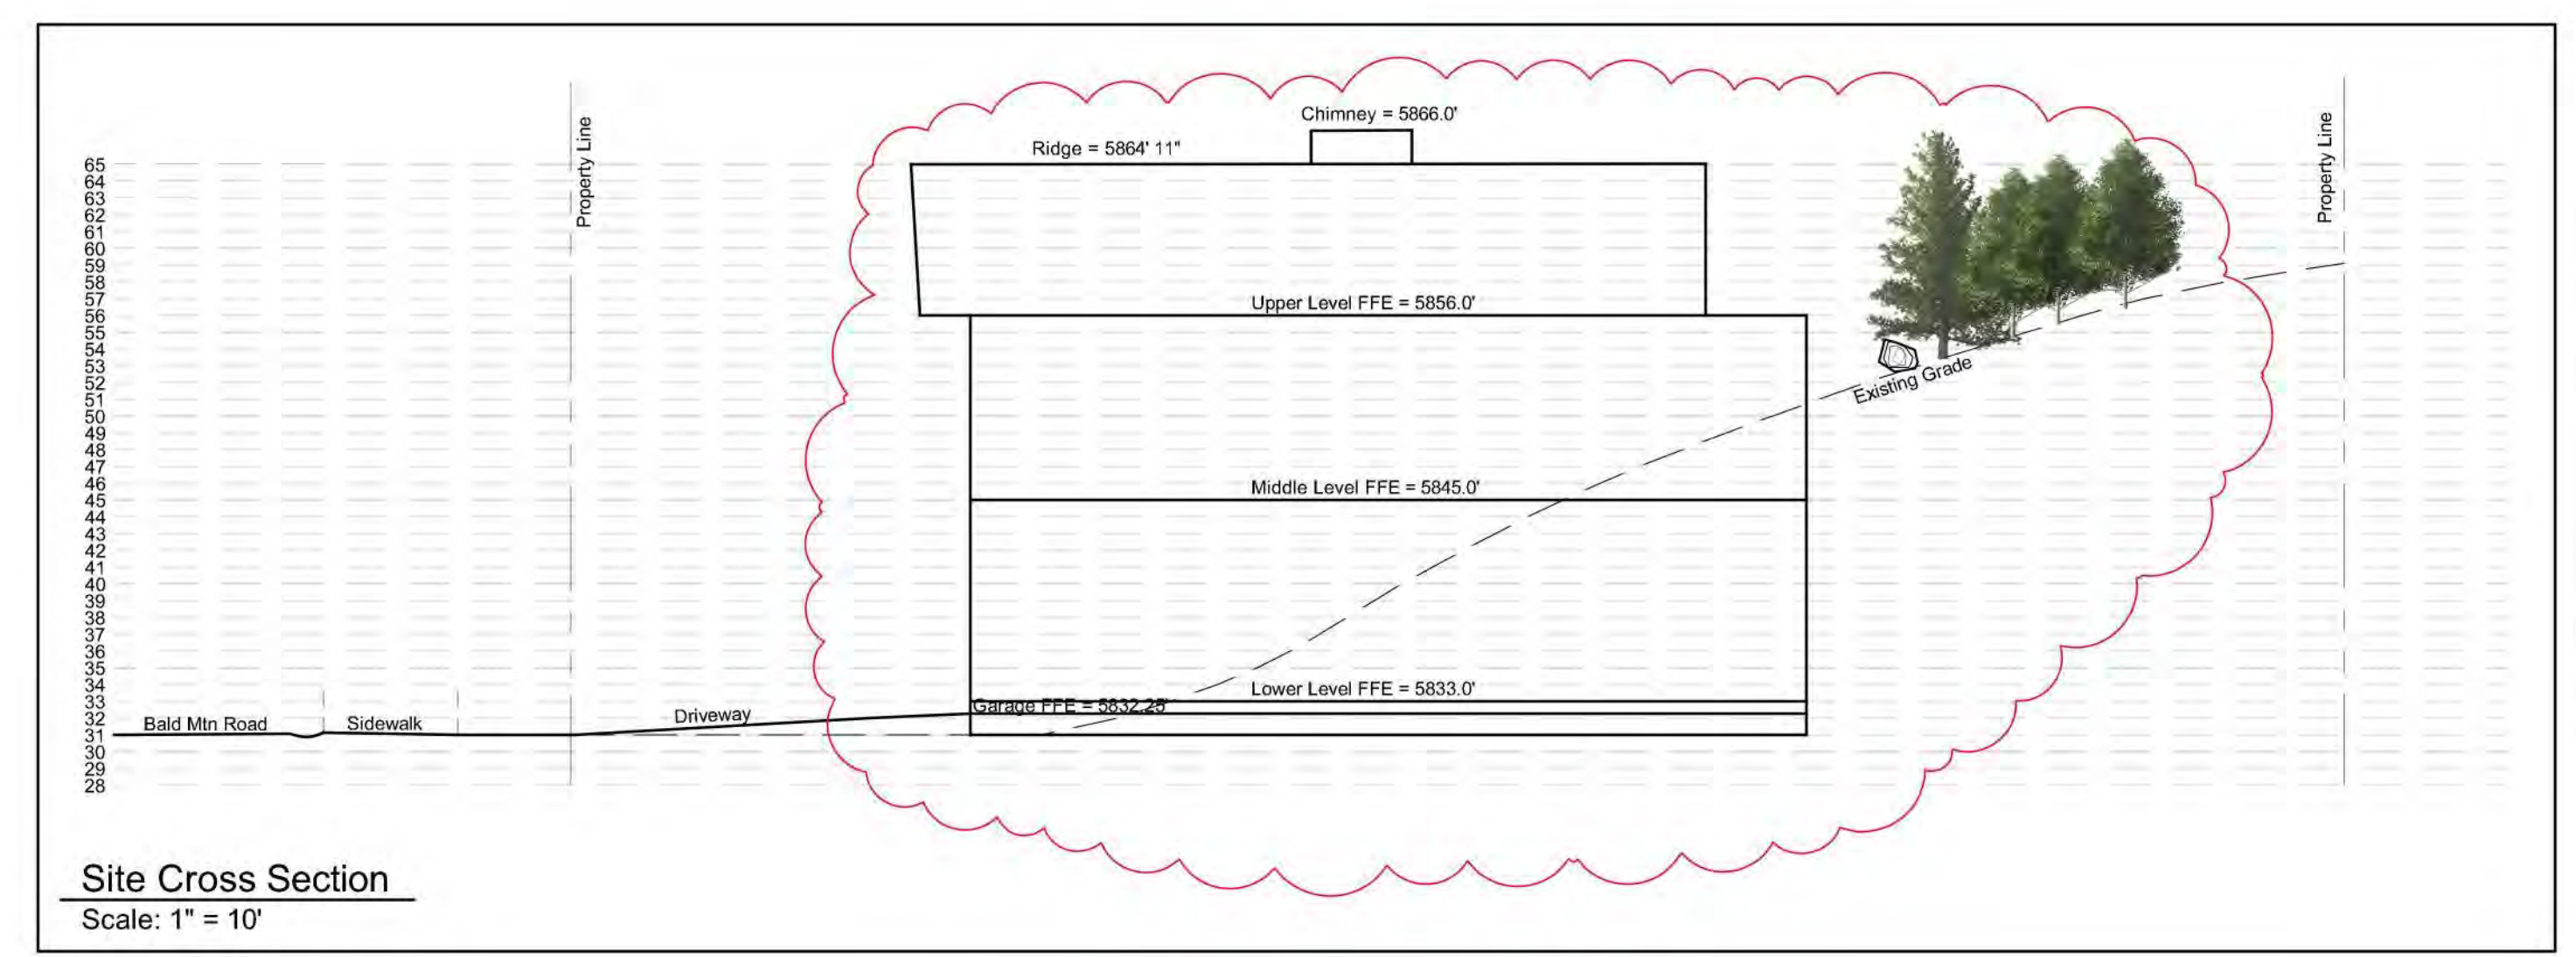 Chimney = 5866.0'
Ridge = 5864' 11"
Property Line
Property Line
65
64
63
62
61
60
59
58
57
56
55
54
53
52
51
50
49
48
47
46
45
44
43
42
41
40
39
38
37
36
35
34
33
32
31
30
29
28
Upper Level FFE = 5856.0'
Existing Grade
Middle Level FFE = 5845.0'
Lower Level FFE = 5833.0'
Garage FFE = 5832.25'
Bald Mtn Road
Sidewalk
Driveway
Site Cross Section
Scale: 1" = 10'